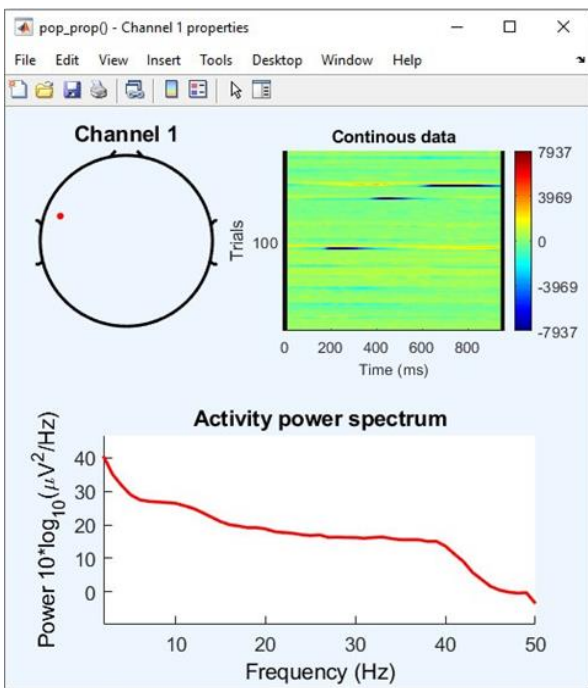 pop_prop() - Channel 1 properties
File Edit View Insert Tools Desktop Window Help
Channel 1
Continous data
Trials
100
0 200 400 600 800
Time (ms)
7937
3969
0
-3969
-7937
Activity power spectrum
Power 10*log₁₀(μV²/Hz)
40
30
20
10
0
10 20 30 40 50
Frequency (Hz)